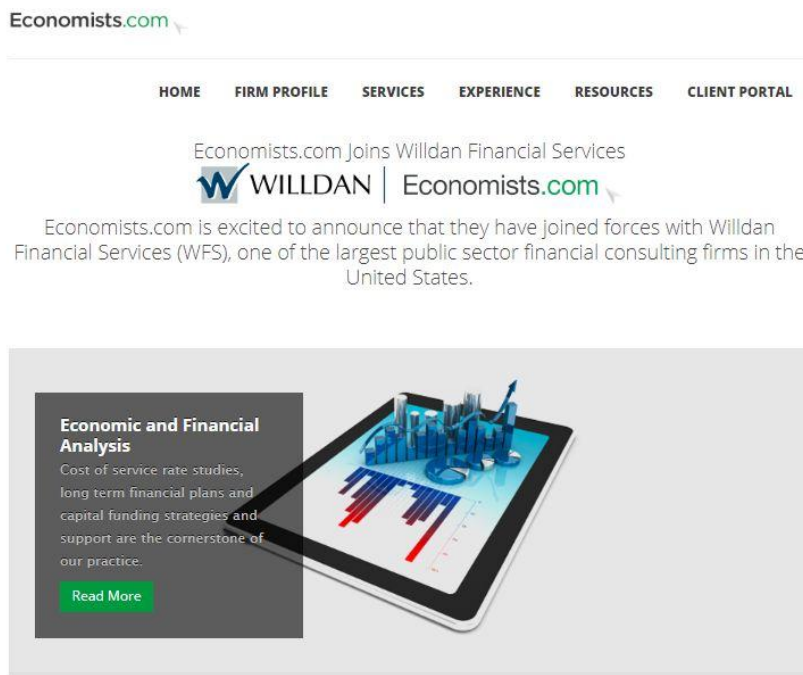 Economists.com
HOME FIRM PROFILE SERVICES EXPERIENCE RESOURCES CLIENT PORTAL
Economists.com Joins Willdan Financial Services
WILLDAN | Economists.com
Economists.com is excited to announce that they have joined forces with Willdan
Financial Services (WFS), one of the largest public sector financial consulting firms in the
United States.
Economic and Financial
Analysis
Cost of service rate studies,
long term financial plans and
capital funding strategies and
support are the cornerstone of
our practice.
Read More